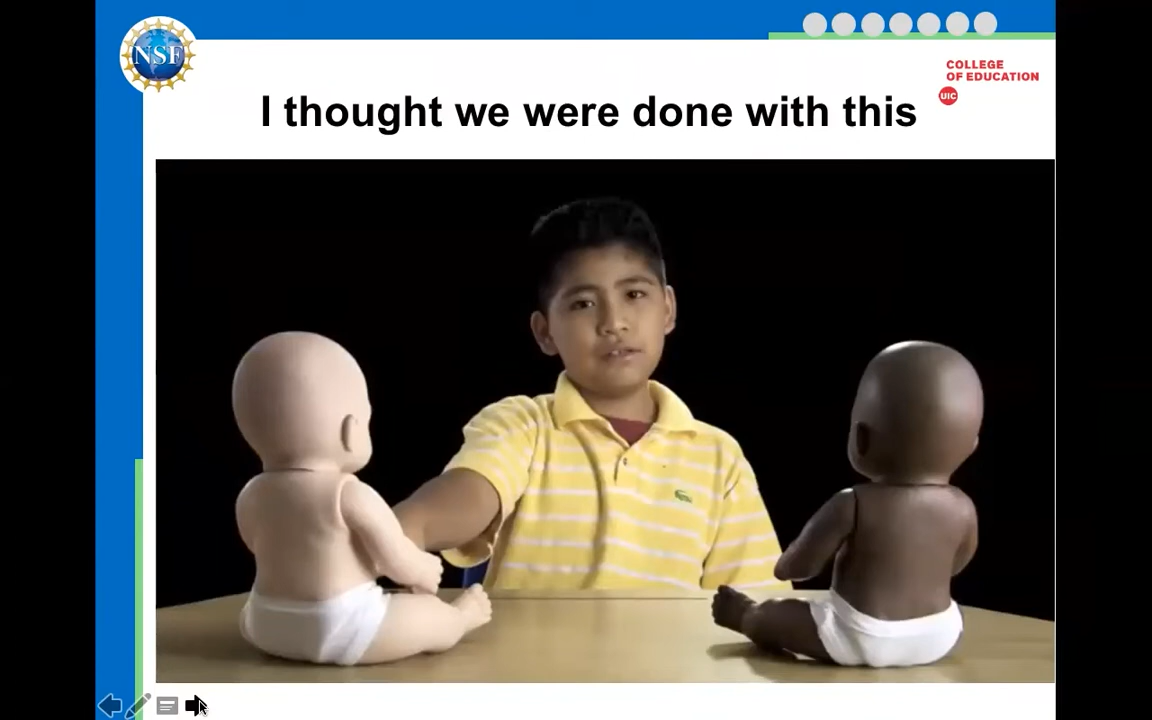 NSF
COLLEGE
OF EDUCATION
UIC
I thought we were done with this